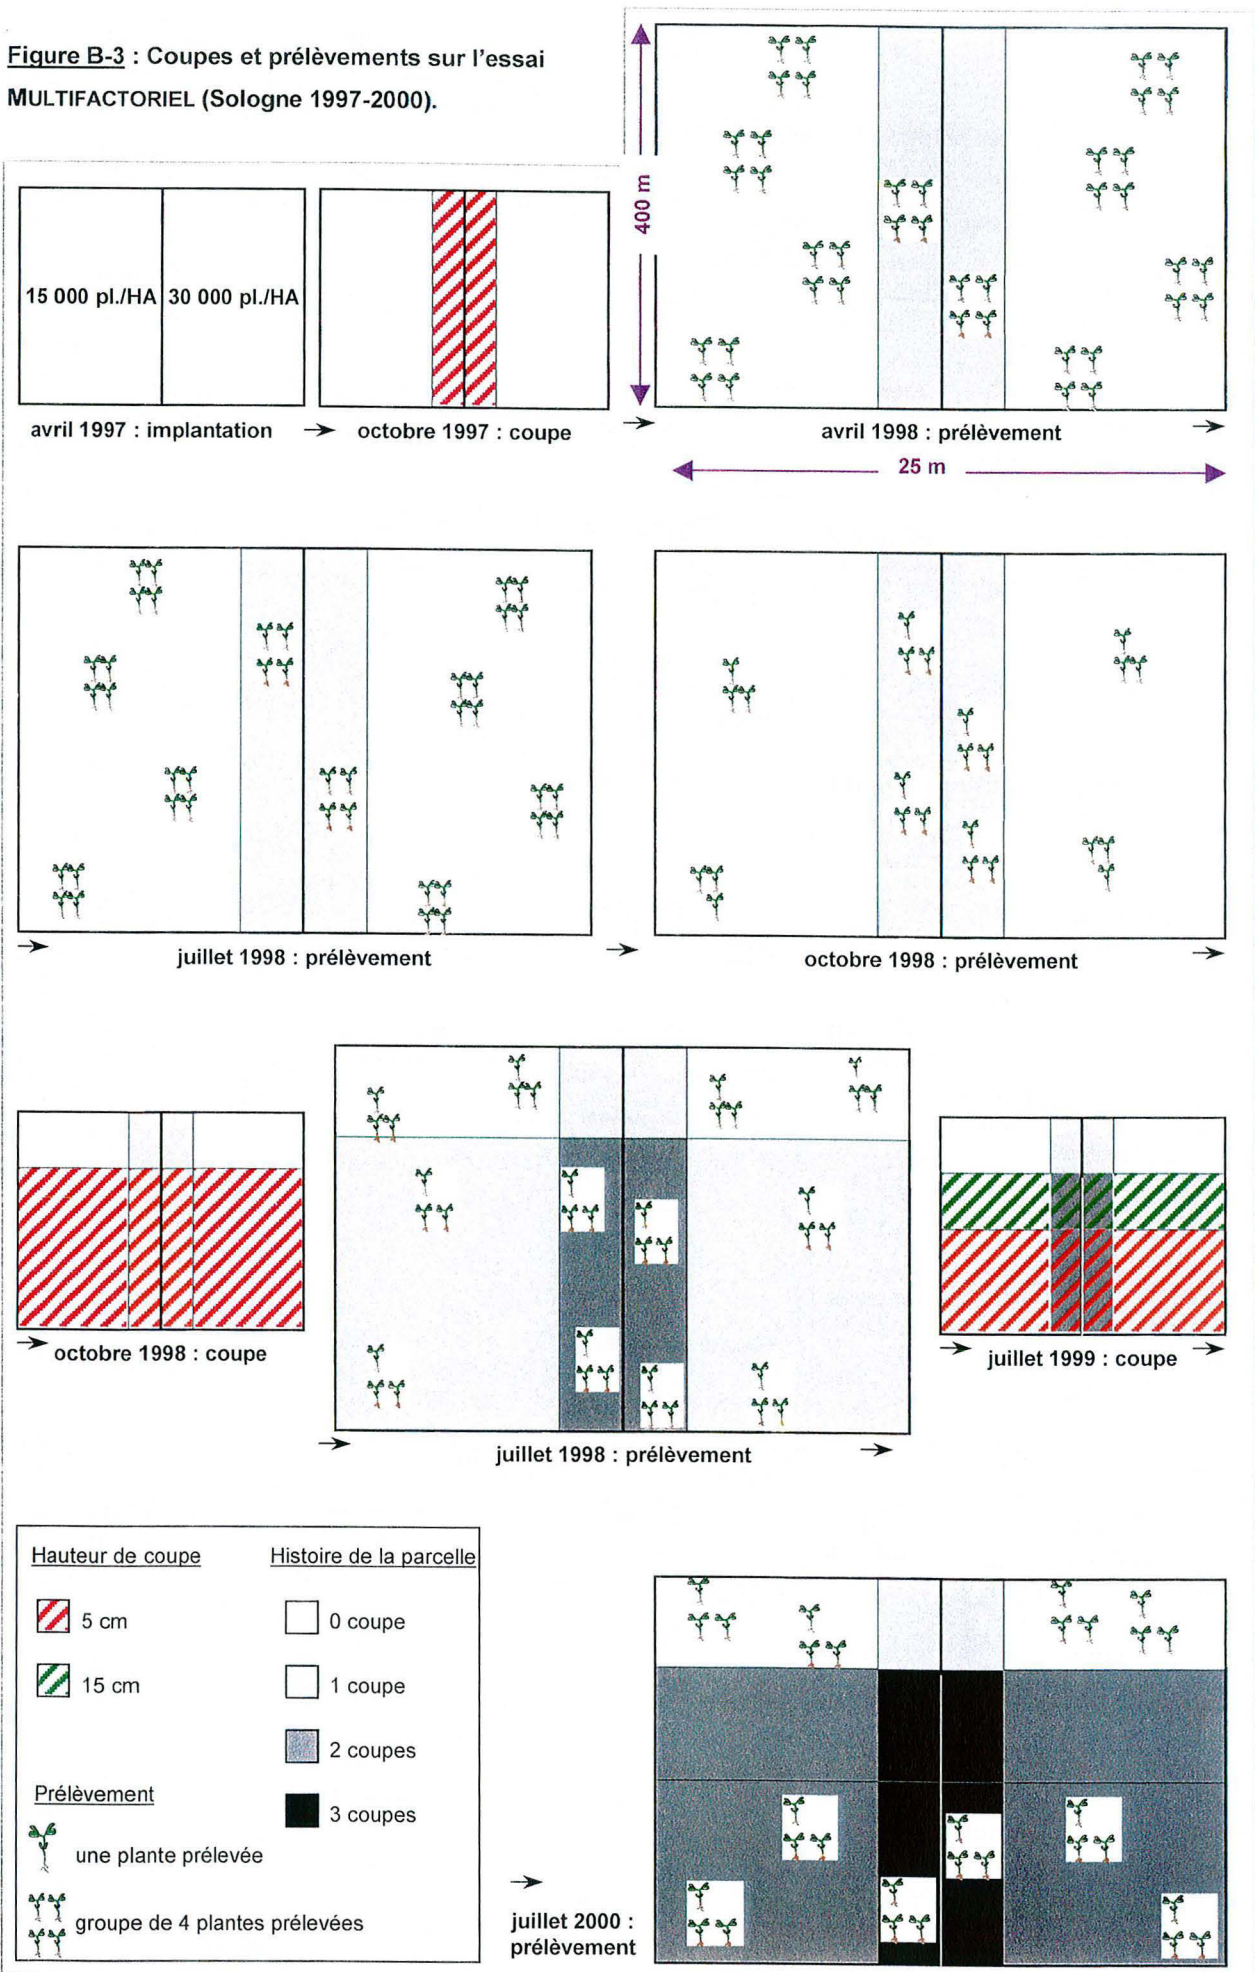 Figure B-3 : Coupes et prélèvements sur l'essai
MULTIFACTORIEL (Sologne 1997-2000).
400 m
15 000 pl./HA
30 000 pl./HA
avril 1997 : implantation
octobre 1997 : coupe
avril 1998 : prélèvement
25 m
juillet 1998 : prélèvement
octobre 1998 : prélèvement
octobre 1998 : coupe
juillet 1998 : prélèvement
juillet 1999 : coupe
Hauteur de coupe
5 cm
15 cm
Histoire de la parcelle
0 coupe
1 coupe
2 coupes
3 coupes
Prélèvement
une plante prélevée
groupe de 4 plantes prélevées
juillet 2000 :
prélèvement